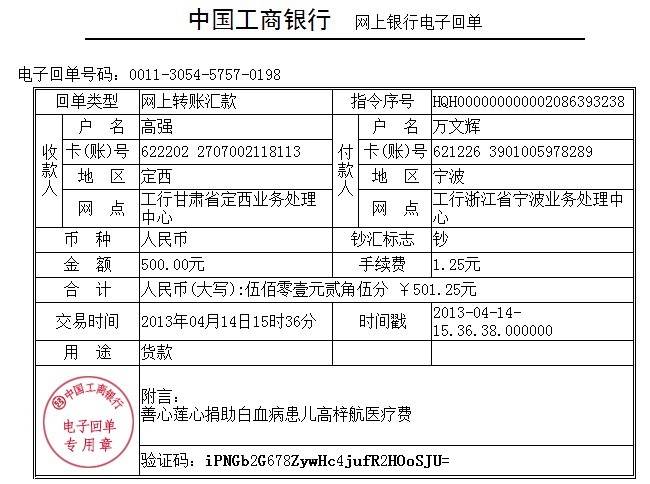 中国工商银行 网上银行电子回单
电子回单号码：0011-3054-5757-0198
回单类型 网上转账汇款 指令序号 HQH000000000002086393238
收款人 户 名 高强 付款人 户 名 万文辉
卡(账)号 622202 2707002118113 卡(账)号 621226 3901005978289
地 区 定西 地 区 宁波
网 点 工行甘肃省定西业务处理中心 网 点 工行浙江省宁波业务处理中心
币 种 人民币 钞汇标志 钞
金 额 500.00元 手续费 1.25元
合 计 人民币(大写):伍佰零壹元贰角伍分 ￥501.25元
交易时间 2013年04月14日15时36分 时间戳 2013-04-14-15.36.38.000000
用 途 货款
中国工商银行
电子回单
专用章
附言：
善心莲心捐助白血病患儿高梓航医疗费
验证码：iPNGb2G678ZywHc4jufR2HOoSJU=